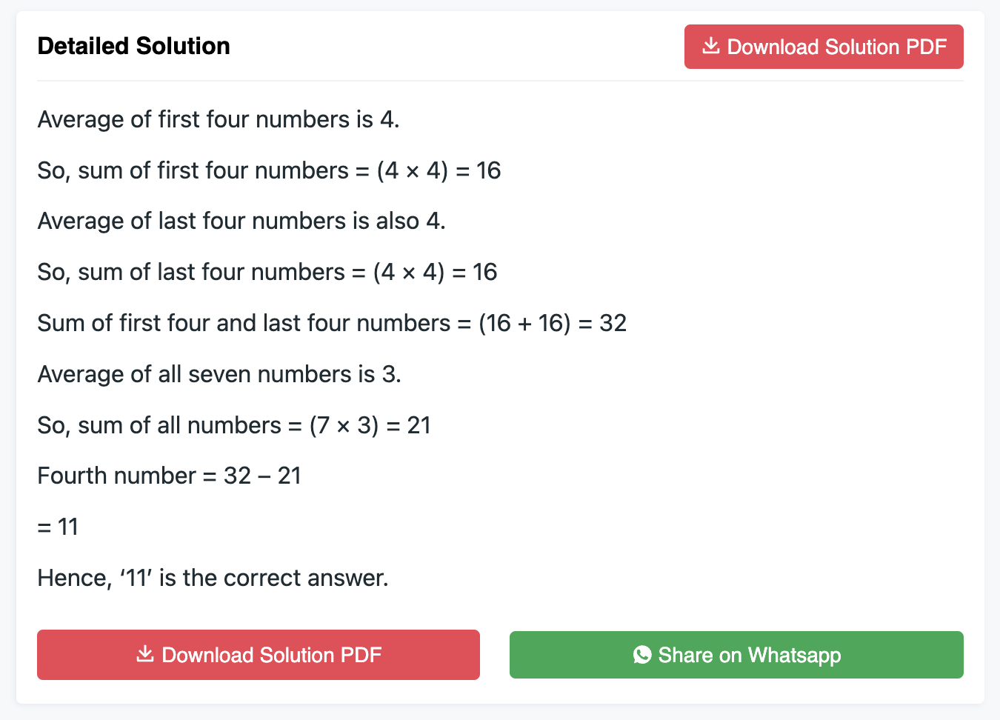 Detailed Solution
Download Solution PDF
Average of first four numbers is 4.
So, sum of first four numbers = (4 × 4) = 16
Average of last four numbers is also 4.
So, sum of last four numbers = (4 × 4) = 16
Sum of first four and last four numbers = (16 + 16) = 32
Average of all seven numbers is 3.
So, sum of all numbers = (7 × 3) = 21
Fourth number = 32 – 21
= 11
Hence, ‘11’ is the correct answer.
Download Solution PDF
Share on Whatsapp